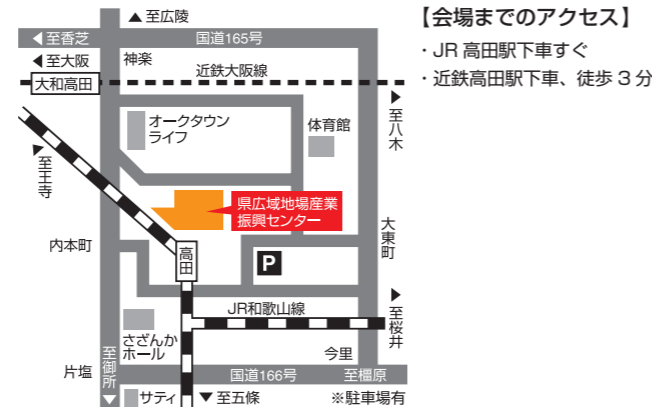 ▲至広陵
【会場までのアクセス】
◀至香芝
国道165号
・JR 高田駅下車すぐ
◀至大阪
神楽
近鉄大阪線
・近鉄高田駅下車、徒歩 3 分
大和高田
▶至八木
オークタウン
ライフ
体育館
▼至王寺
県広域地場産業
振興センター
大東町
内本町
高田
P
JR和歌山線
▶至桜井
さざんか
ホール
今里
片塩
至御所▼
国道166号
至橿原
サティ
▼至五條
※駐車場有